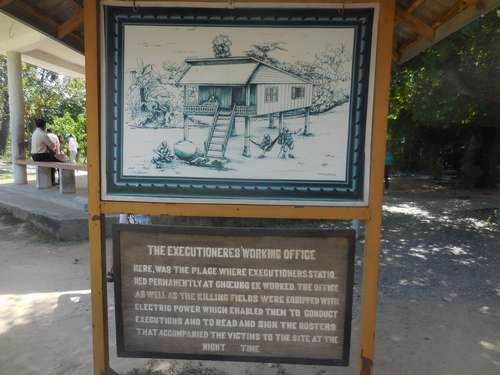 THE EXECUTIONERES'WORKING OFFICE
HERE, WAS THE PLACE WHERE EXECUTIONERS STATIO_
NED PERMANENTLY AT CHOEUNG EK WORKED. THE OFFICE
AS WELL AS THE KILLING FIELDS WERE EQUIPPED WITH
ELECTRIC POWER WHICH ENABLED THEM TO CONDUCT
EXECUTIONS AND TO READ AND SIGN THE ROSTERS
THAT ACCOMPANIED THE VICTIMS TO THE SITE AT THE
NIGHT TIME